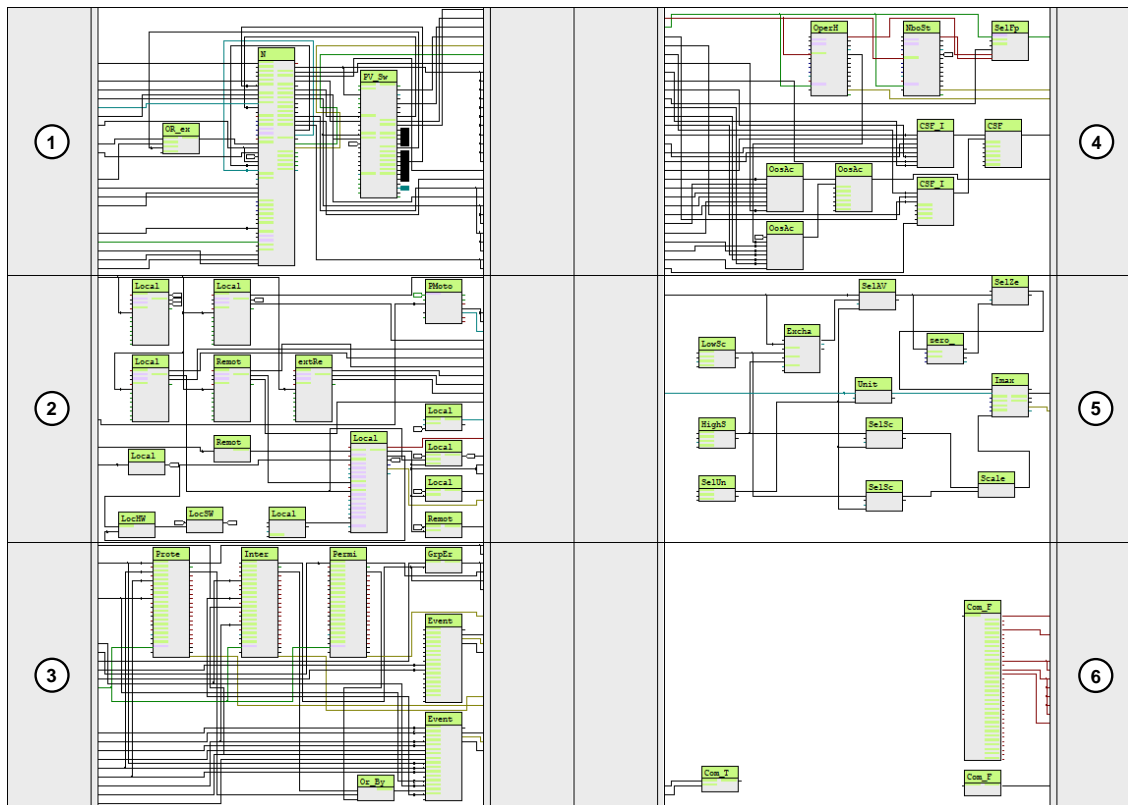 1
N
PV_Sw
OR_ex
2
Local
Local
PMoto
Local
Remot
extRe
Local
Remot
Local
Local
Local
Local
LocHW
LocSW
Local
Remot
3
Prote
Inter
Permi
GrpEr
Event
Event
Or_By
4
OperH
NboSt
SelFp
CSF_I
CSF
OosAc
OosAc
CSF_I
OosAc
5
SelAV
SelZe
Excha
LowSc
zero_
Unit
Imax
HighS
SelSc
SelUn
SelSc
Scale
6
Com_F
Com_T
Com_F